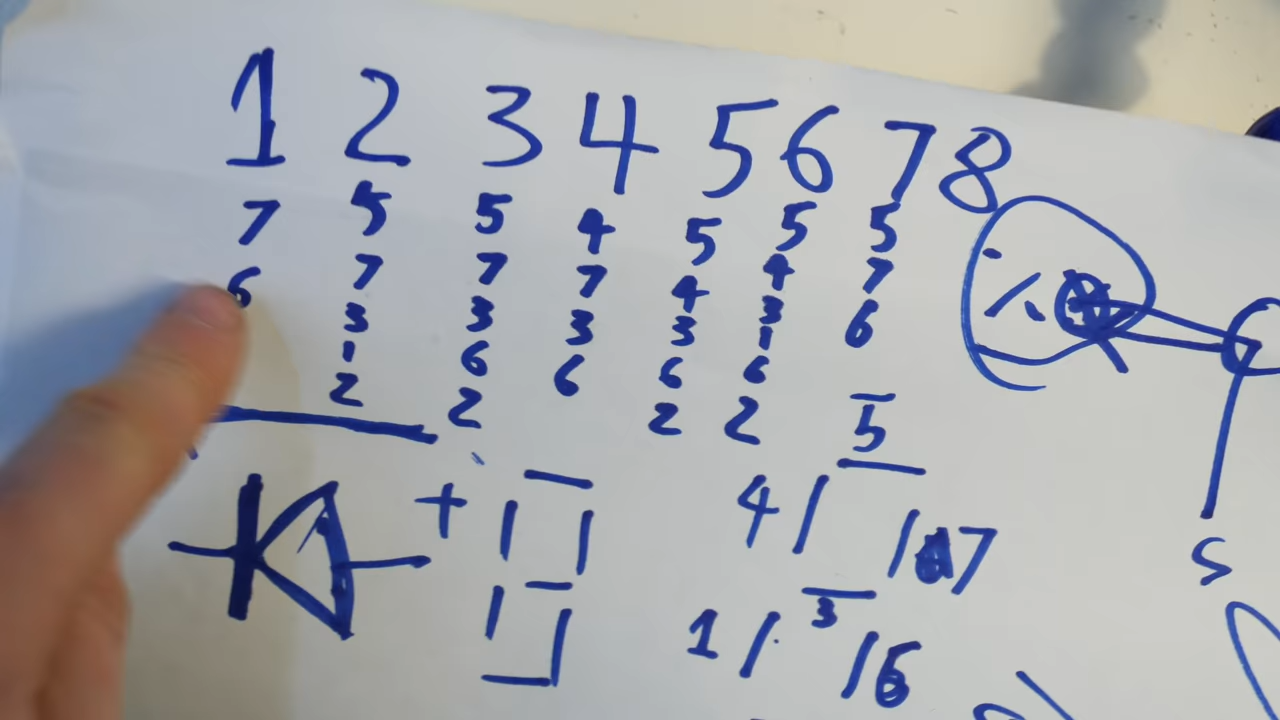 1 2 3 4 5 6 7 8
7 5 5 4 5 5 5
6 7 7 7 4 4 7
3 3 3 3 3 6
1 6 6 6 1
2 2 2 6
2
5
+
4 7
3
1 6
S